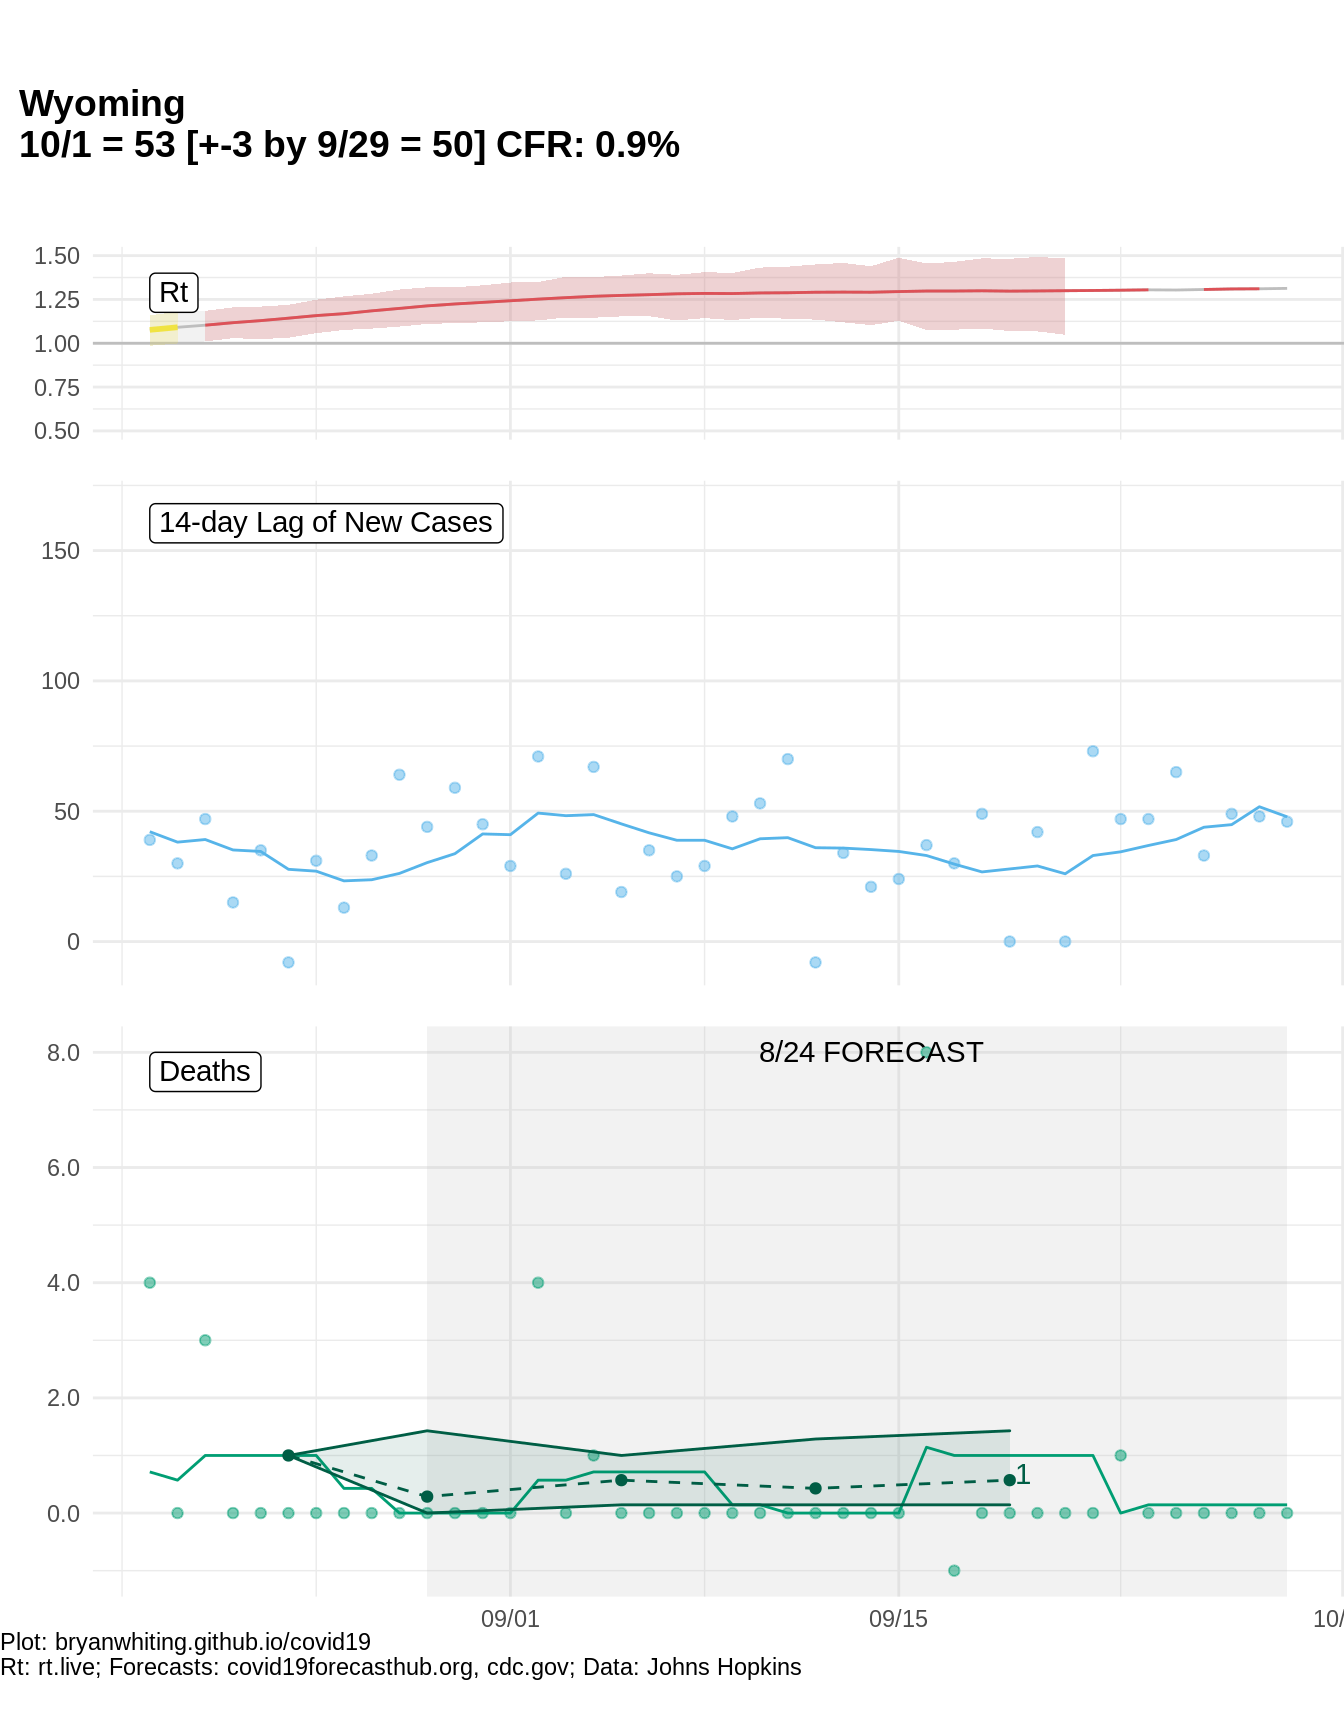 Wyoming
10/1 = 53 [+-3 by 9/29 = 50] CFR: 0.9%
1.50
Rt
1.25
1.00
0.75
0.50
14-day Lag of New Cases
150
100
50
0
8.0
8/24 FORECAST
Deaths
6.0
4.0
2.0
1
0.0
09/01
09/15
10/
Plot: bryanwhiting.github.io/covid19
Rt: rt.live; Forecasts: covid19forecasthub.org, cdc.gov; Data: Johns Hopkins